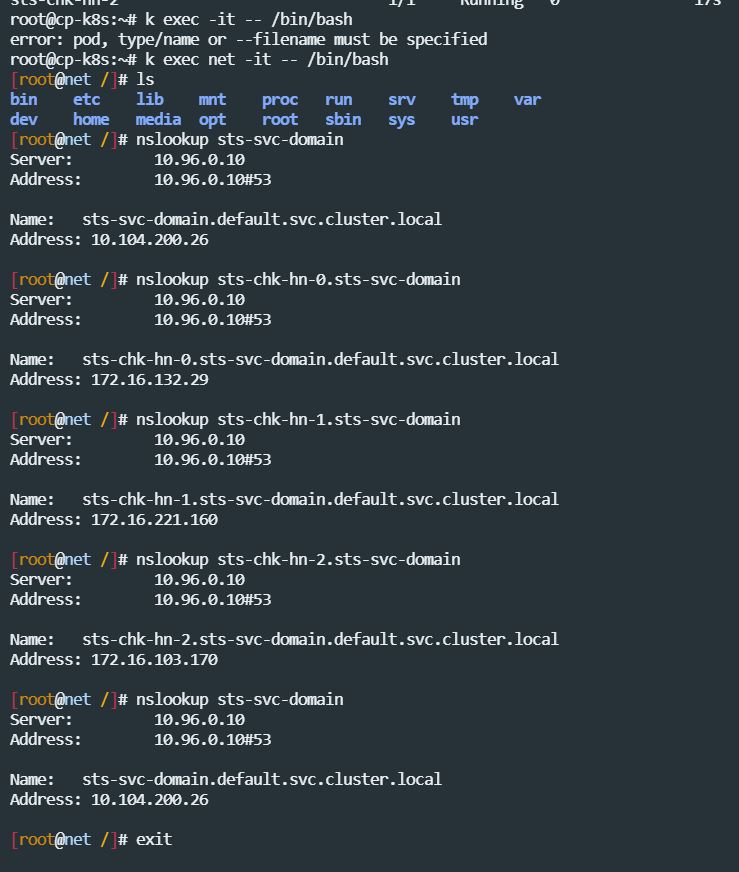 sts-chk-hn-2 1/1 Running 0 17s
root@cp-k8s:~# k exec -it -- /bin/bash
error: pod, type/name or --filename must be specified
root@cp-k8s:~# k exec net -it -- /bin/bash
[root@net /]# ls
bin etc lib mnt proc run srv tmp var
dev home media opt root sbin sys usr
[root@net /]# nslookup sts-svc-domain
Server: 10.96.0.10
Address: 10.96.0.10#53
Name: sts-svc-domain.default.svc.cluster.local
Address: 10.104.200.26
[root@net /]# nslookup sts-chk-hn-0.sts-svc-domain
Server: 10.96.0.10
Address: 10.96.0.10#53
Name: sts-chk-hn-0.sts-svc-domain.default.svc.cluster.local
Address: 172.16.132.29
[root@net /]# nslookup sts-chk-hn-1.sts-svc-domain
Server: 10.96.0.10
Address: 10.96.0.10#53
Name: sts-chk-hn-1.sts-svc-domain.default.svc.cluster.local
Address: 172.16.221.160
[root@net /]# nslookup sts-chk-hn-2.sts-svc-domain
Server: 10.96.0.10
Address: 10.96.0.10#53
Name: sts-chk-hn-2.sts-svc-domain.default.svc.cluster.local
Address: 172.16.103.170
[root@net /]# nslookup sts-svc-domain
Server: 10.96.0.10
Address: 10.96.0.10#53
Name: sts-svc-domain.default.svc.cluster.local
Address: 10.104.200.26
[root@net /]# exit